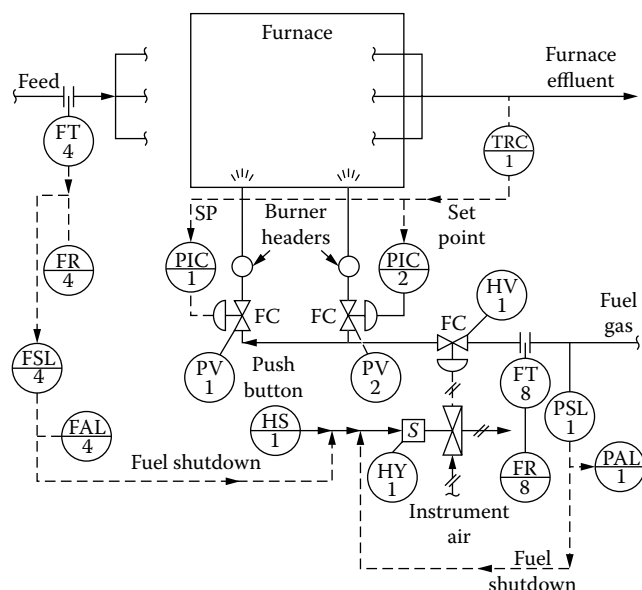 Furnace
Feed
Furnace
effluent
FT
4
TRC
1
SP
Burner
headers
Set
point
FR
4
PIC
1
PIC
2
HV
1
FC
FC
FC
Fuel
gas
FSL
4
PV
1
Push
button
PV
2
FT
8
PSL
1
FAL
4
HS
1
S
Fuel shutdown
HY
1
FR
8
PAL
1
Instrument
air
Fuel
shutdown